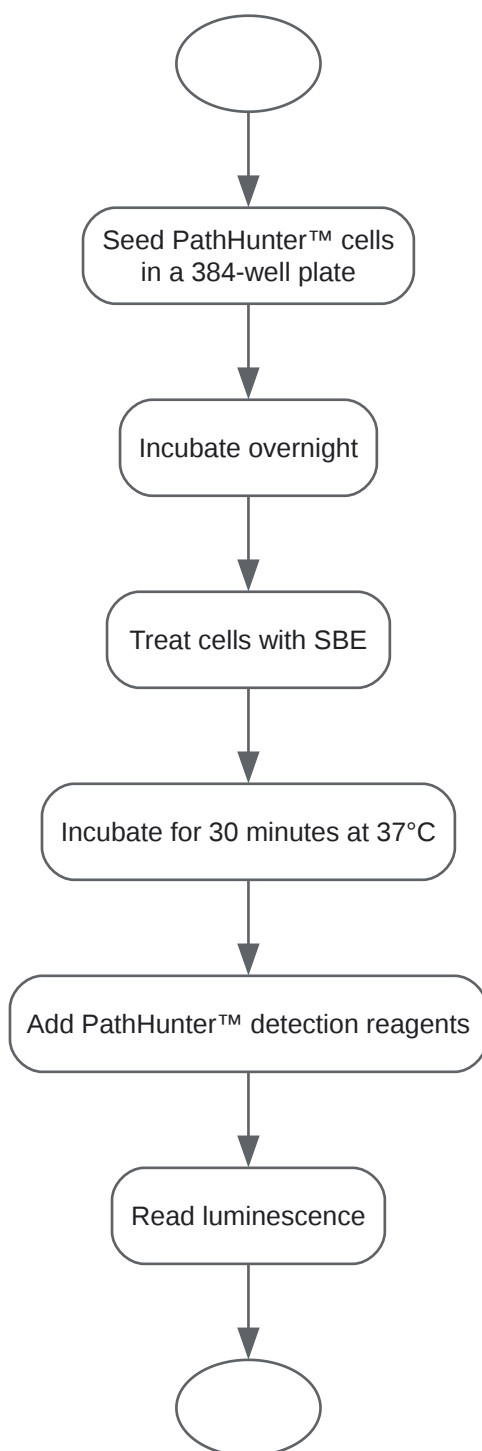 Seed PathHunter™ cells
in a 384-well plate
Incubate overnight
Treat cells with SBE
Incubate for 30 minutes at 37°C
Add PathHunter™ detection reagents
Read luminescence